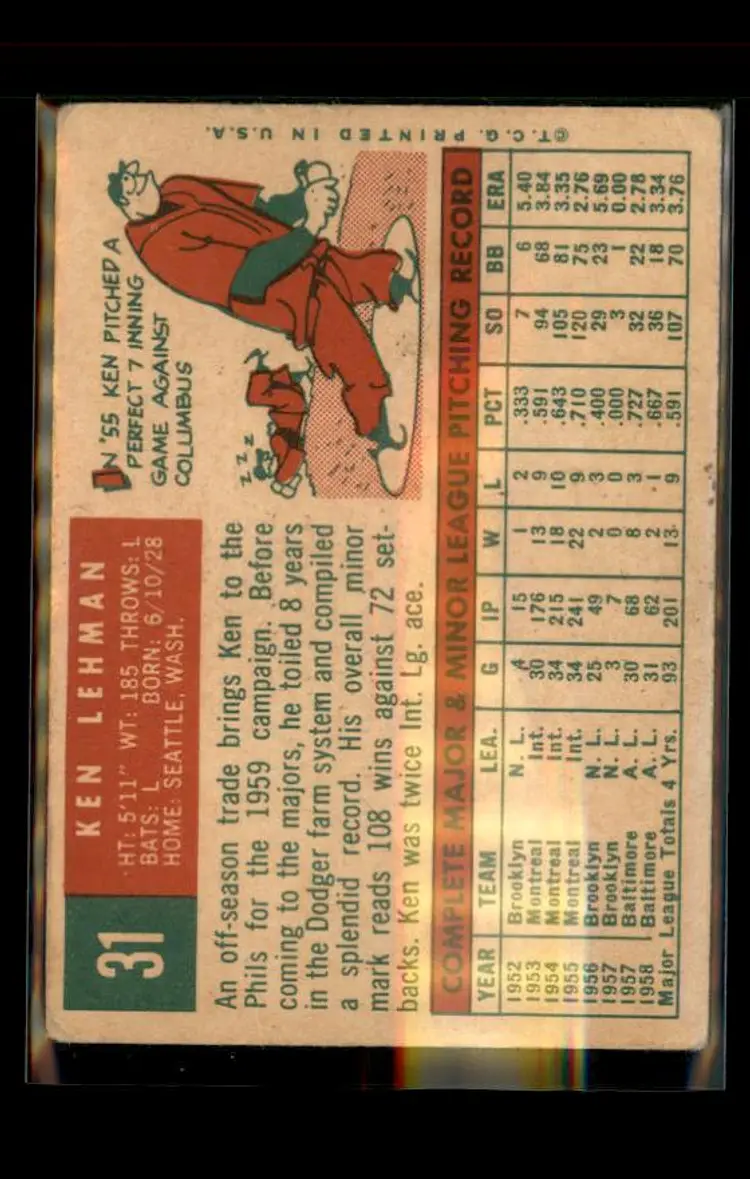 31
KEN LEHMAN
HT: 5'11" WT: 185 THROWS: L
BATS: L BORN: 6/10/28
HOME: SEATTLE, WASH.
An off-season trade brings Ken to the
Phils for the 1959 campaign. Before
coming to the majors, he toiled 8 years
in the Dodger farm system and compiled
a splendid record. His overall minor
mark reads 108 wins against 72 set-
backs. Ken was twice Int. Lg. ace.
IN '55 KEN PITCHED A
PERFECT 7 INNING
GAME AGAINST
COLUMBUS
Z Z Z
COMPLETE MAJOR & MINOR LEAGUE PITCHING RECORD
YEAR TEAM LEA. G IP W L PCT SO BB ERA
1952 Brooklyn N. L. 4 15 1 2 .333 7 6 5.40
1953 Montreal Int. 30 176 13 9 .591 94 68 3.84
1954 Montreal Int. 34 215 18 10 .643 105 81 3.35
1955 Montreal Int. 34 241 22 9 .710 120 75 2.76
1956 Brooklyn N. L. 25 49 2 3 .400 29 23 5.69
1957 Brooklyn N. L. 3 7 0 0 .000 3 1 0.00
1957 Baltimore A. L. 30 68 8 3 .727 32 22 2.78
1958 Baltimore A. L. 31 62 2 1 .667 36 18 3.34
Major League Totals 4 Yrs. 93 201 13 9 .591 107 70 3.76
©T.C.G. PRINTED IN U.S.A.